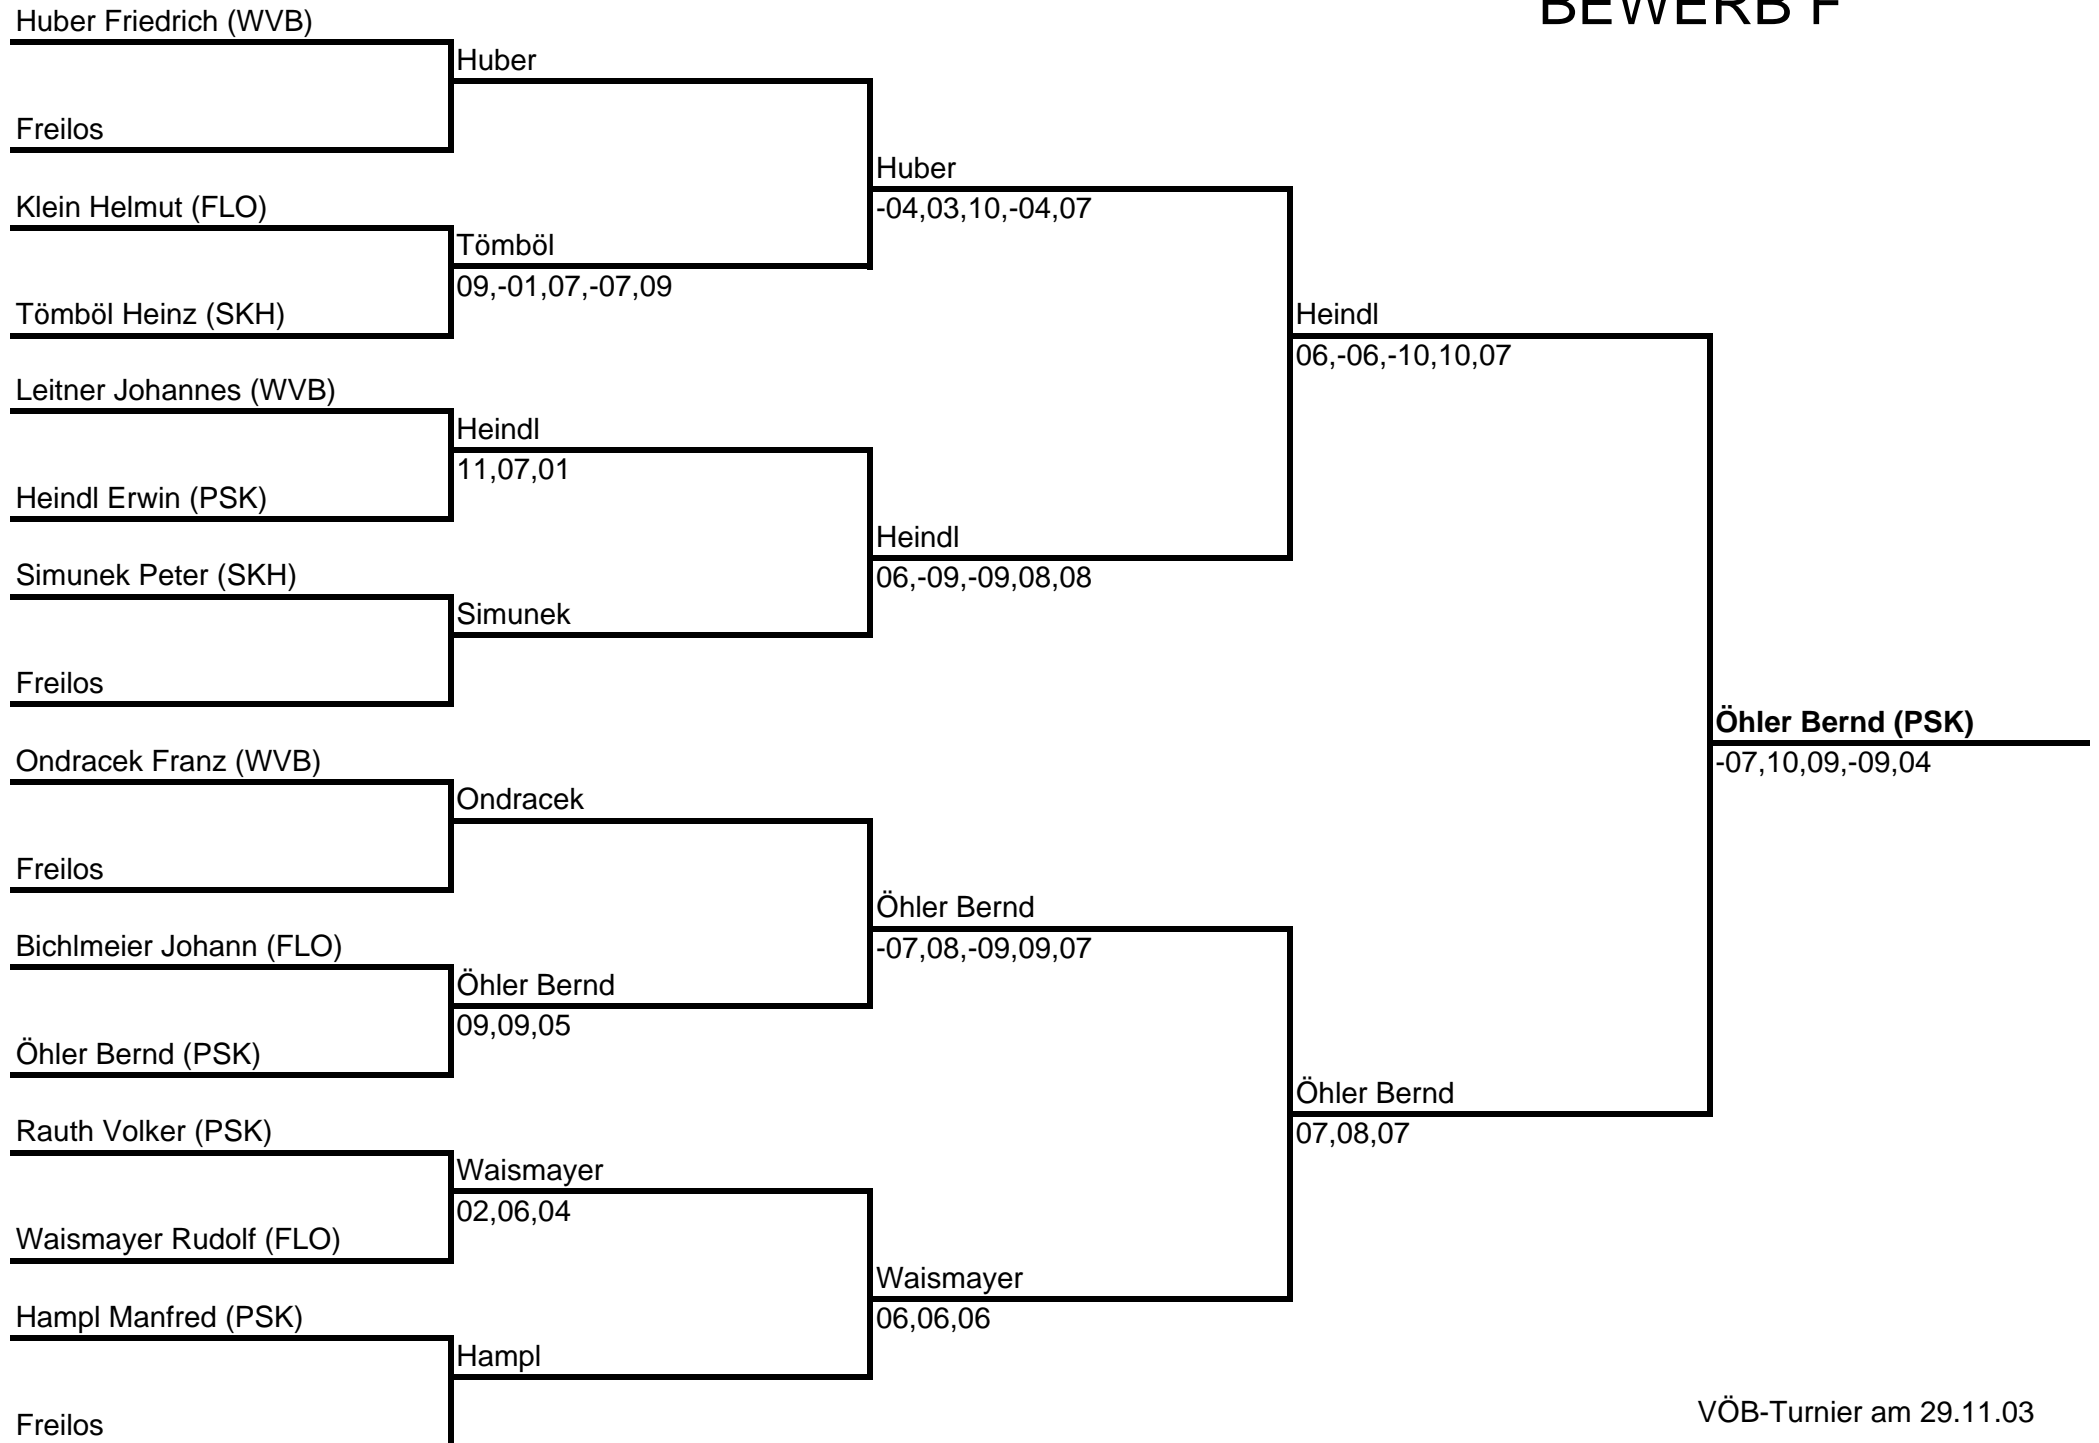 BEWERB F
Huber Friedrich (WVB)
Huber
Freilos
Huber
-04,03,10,-04,07
Klein Helmut (FLO)
Tömböl
09,-01,07,-07,09
Tömböl Heinz (SKH)
Heindl
06,-06,-10,10,07
Leitner Johannes (WVB)
Heindl
11,07,01
Heindl Erwin (PSK)
Heindl
06,-09,-09,08,08
Simunek Peter (SKH)
Simunek
Freilos
Öhler Bernd (PSK)
-07,10,09,-09,04
Ondracek Franz (WVB)
Ondracek
Freilos
Öhler Bernd
-07,08,-09,09,07
Bichlmeier Johann (FLO)
Öhler Bernd
09,09,05
Öhler Bernd (PSK)
Öhler Bernd
07,08,07
Rauth Volker (PSK)
Waismayer
02,06,04
Waismayer Rudolf (FLO)
Waismayer
06,06,06
Hampl Manfred (PSK)
Hampl
Freilos
VÖB-Turnier am 29.11.03